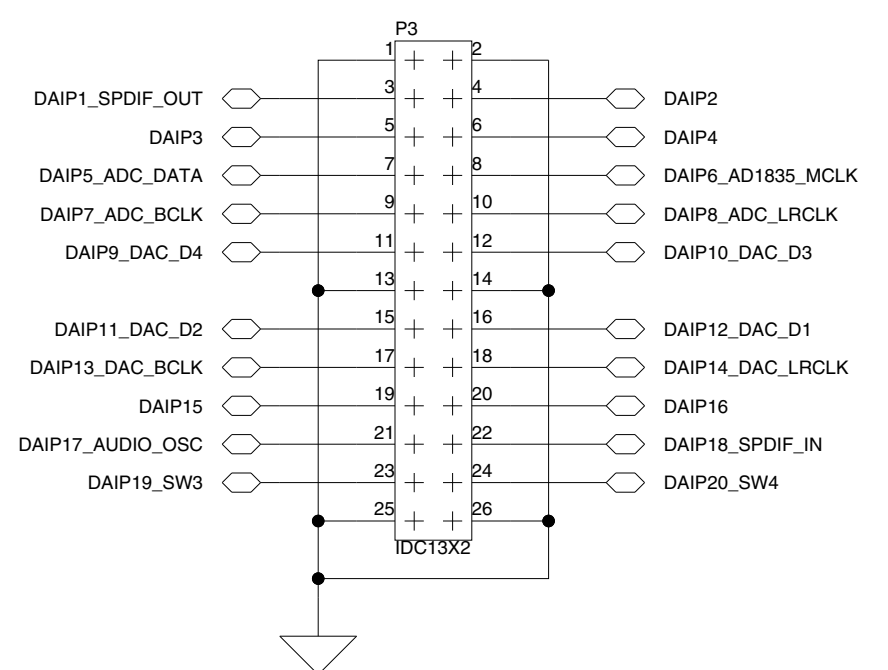 P3
1 2
DAIP1_SPDIF_OUT 3 4 DAIP2
DAIP3 5 6 DAIP4
DAIP5_ADC_DATA 7 8 DAIP6_AD1835_MCLK
DAIP7_ADC_BCLK 9 10 DAIP8_ADC_LRCLK
DAIP9_DAC_D4 11 12 DAIP10_DAC_D3
13 14
DAIP11_DAC_D2 15 16 DAIP12_DAC_D1
DAIP13_DAC_BCLK 17 18 DAIP14_DAC_LRCLK
DAIP15 19 20 DAIP16
DAIP17_AUDIO_OSC 21 22 DAIP18_SPDIF_IN
DAIP19_SW3 23 24 DAIP20_SW4
25 26
IDC13X2